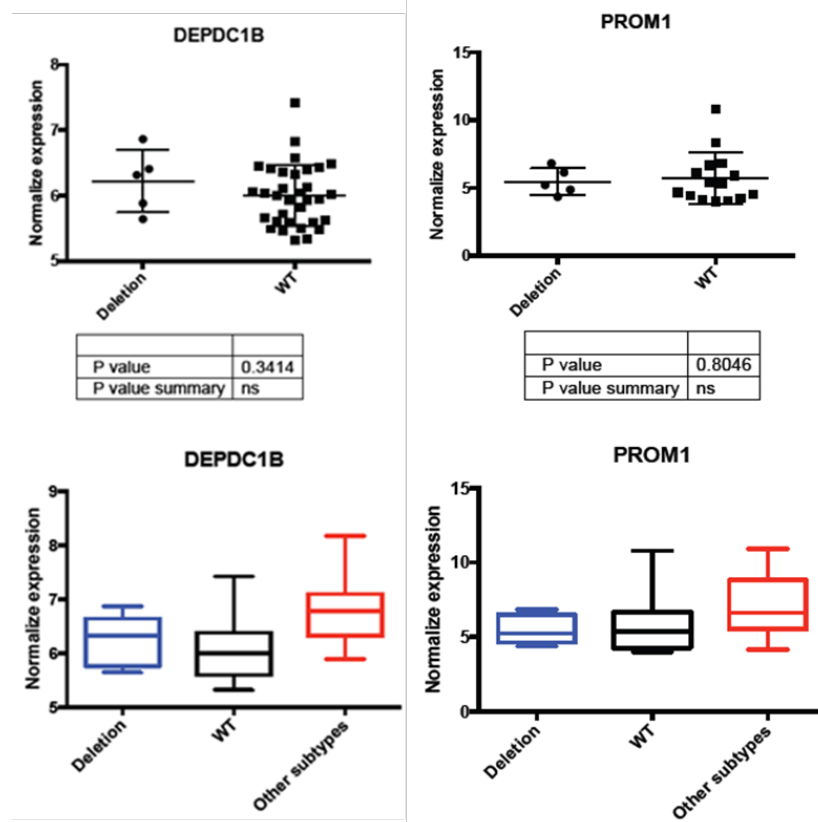 DEPDC1B
Normalize expression
8
7
6
5
Deletion
WT
P value 0.3414
P value summary ns
PROM1
Normalize expression
15
10
5
0
Deletion
WT
P value 0.8046
P value summary ns
DEPDC1B
Normalize expression
9
8
7
6
5
Deletion
WT
Other subtypes
PROM1
Normalize expression
15
10
5
0
Deletion
WT
Other subtypes